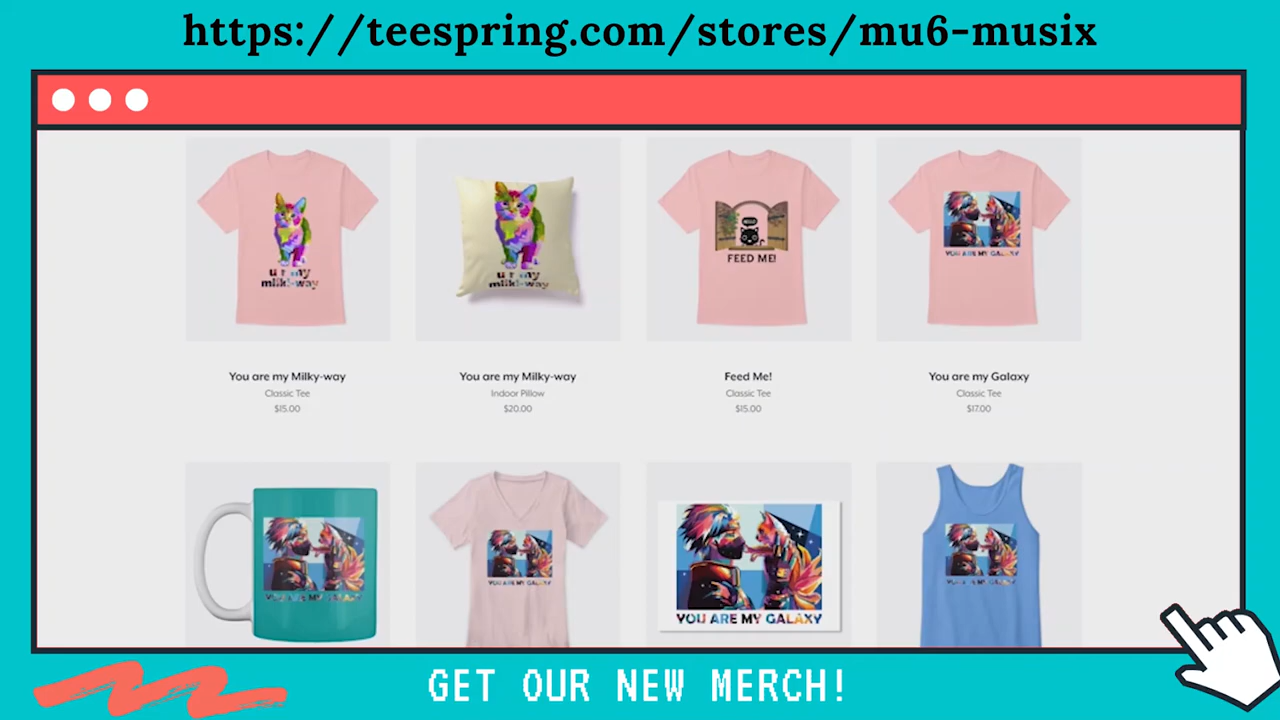 https://teespring.com/stores/mu6-musix
u r my
milki-way
u r my
milki-way
HELLO
FEED ME!
YOU ARE MY GALAXY
You are my Milky-way
You are my Milky-way
Feed Me!
You are my Galaxy
Classic Tee
Indoor Pillow
Classic Tee
Classic Tee
$15.00
$20.00
$15.00
$17.00
YOU ARE MY GALAXY
YOU ARE MY GALAXY
YOU ARE MY GALAXY
YOU ARE MY GALAXY
GET OUR NEW MERCH!